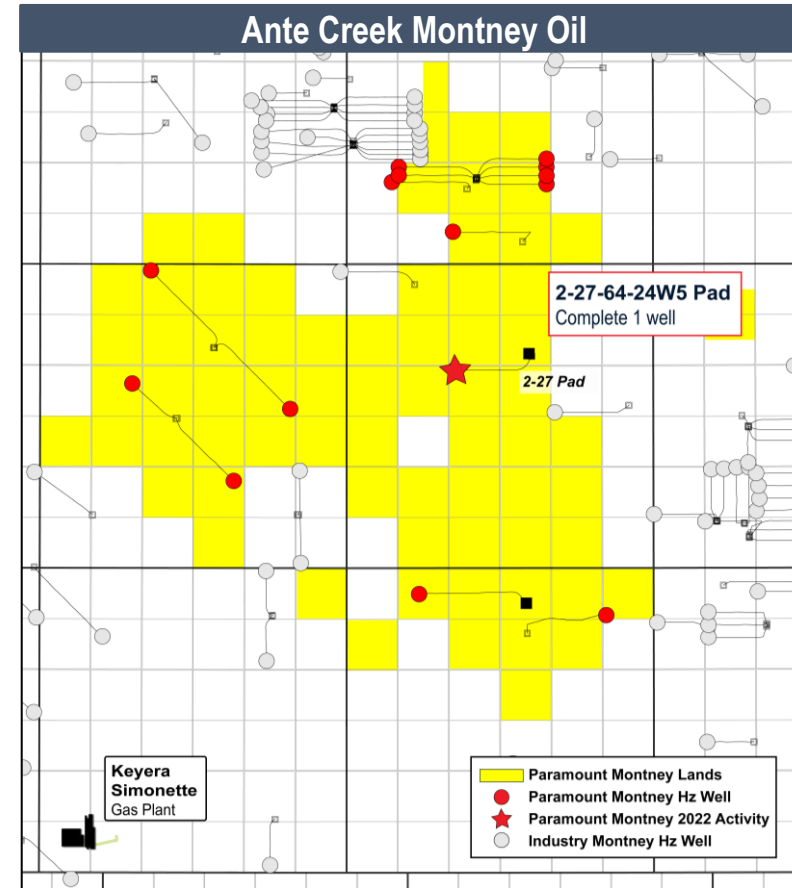 Ante Creek Montney Oil
2-27-64-24W5 Pad
Complete 1 well
2-27 Pad
Keyera
Simonette
Gas Plant
Paramount Montney Lands
Paramount Montney Hz Well
Paramount Montney 2022 Activity
Industry Montney Hz Well